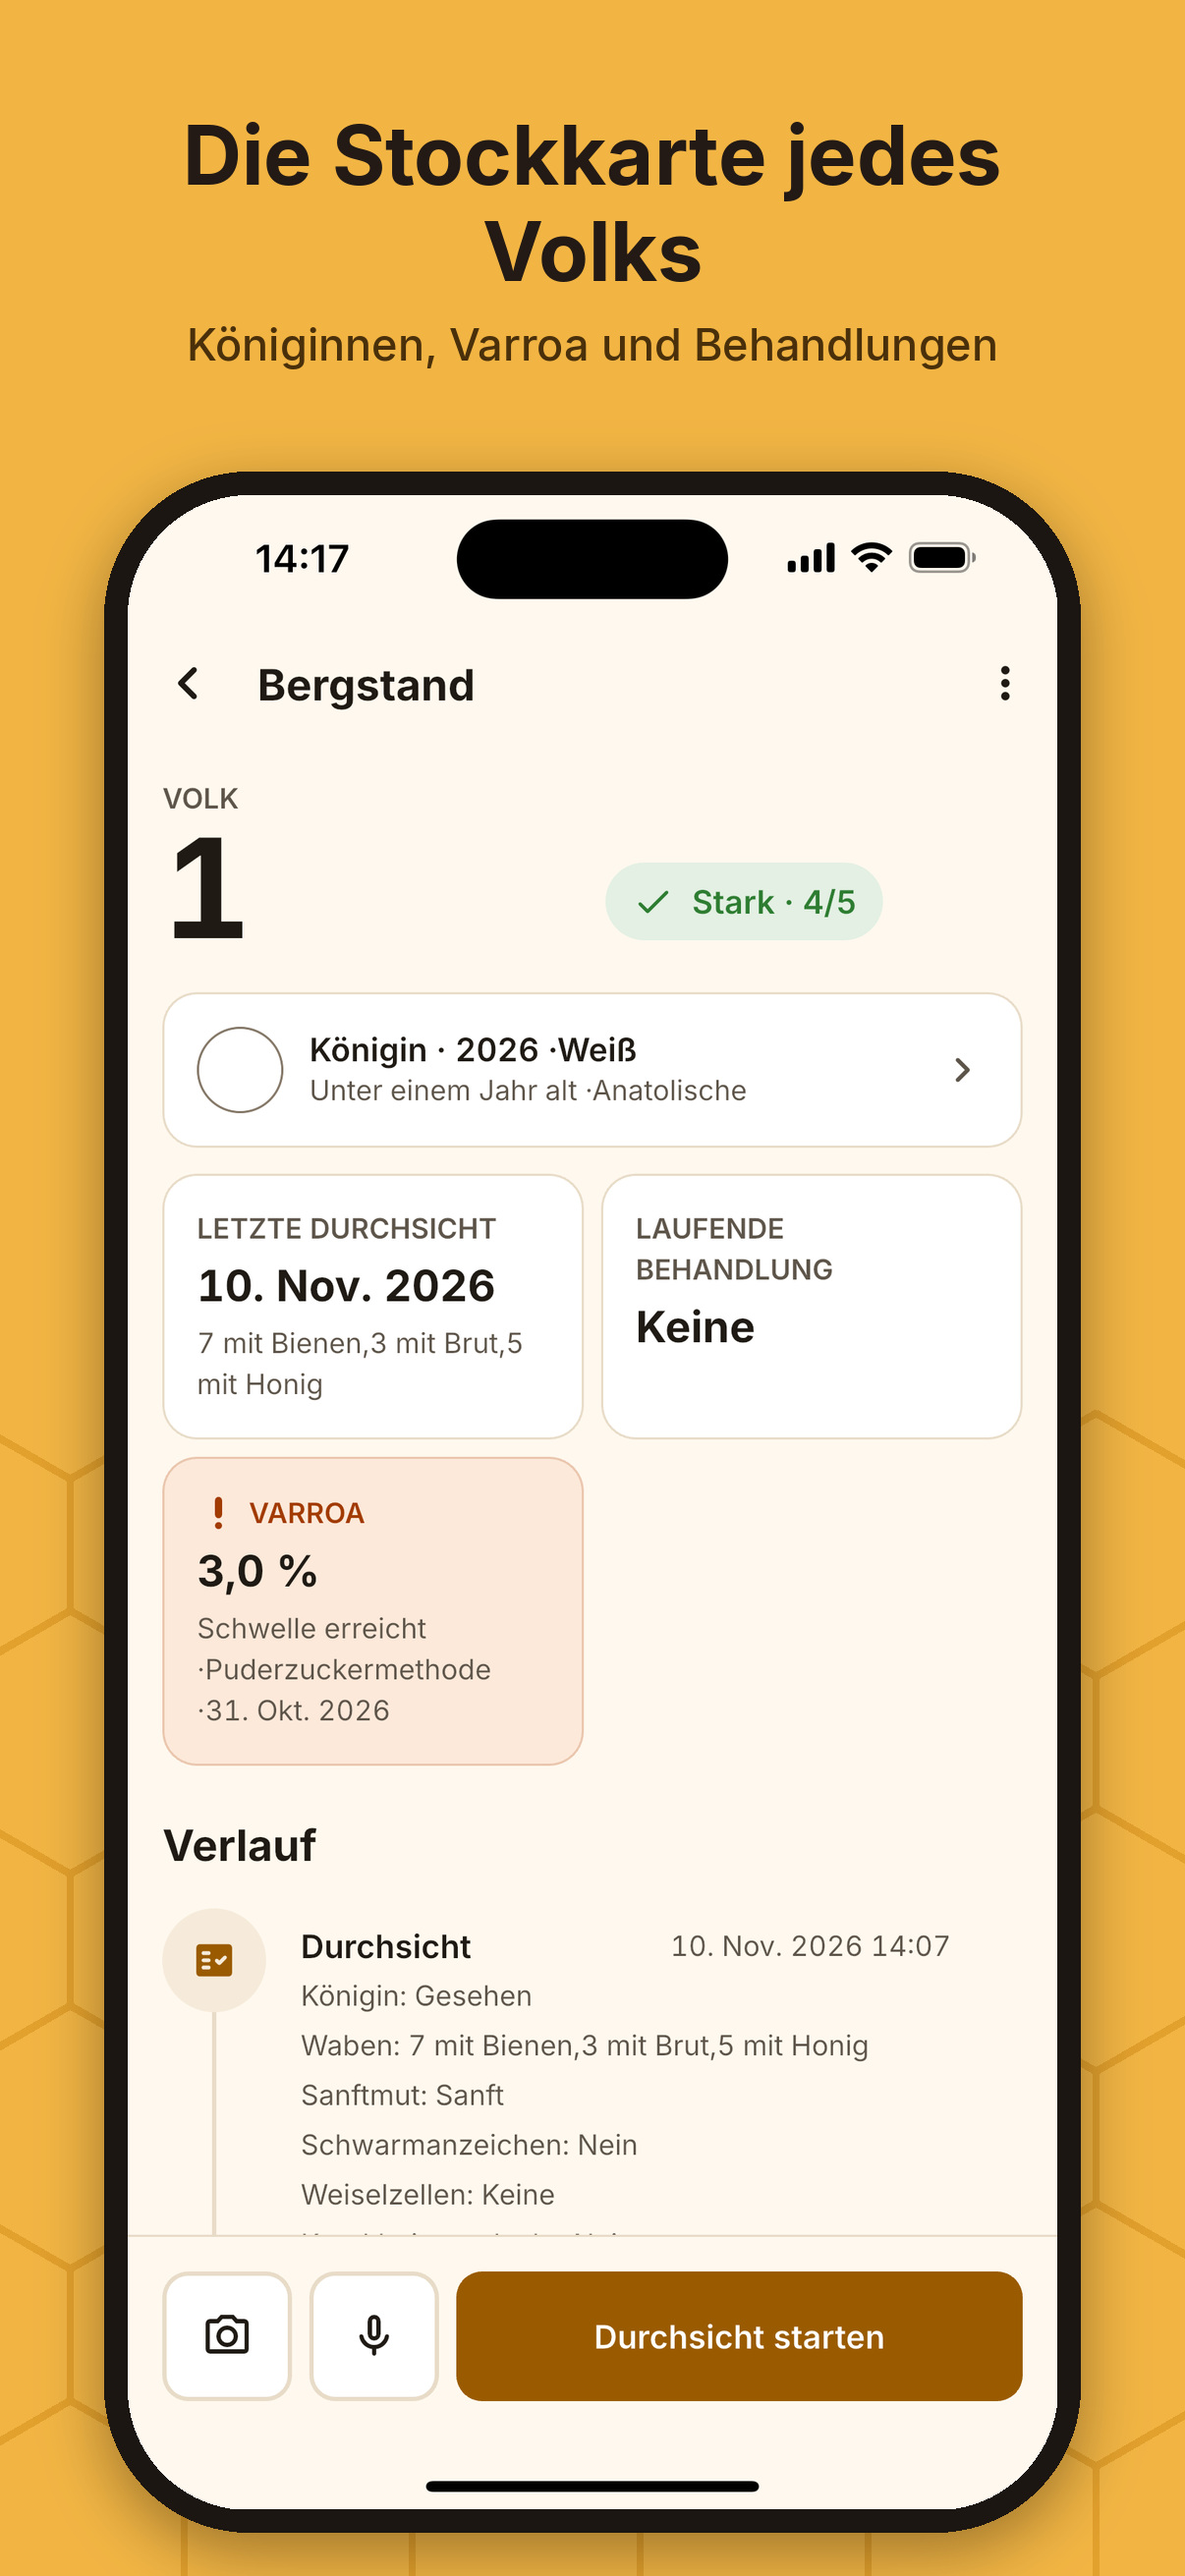 Die Stockkarte jedes
Volks
Königinnen, Varroa und Behandlungen
14:17
Bergstand
VOLK
1
Stark · 4/5
Königin · 2026 ·Weiß
Unter einem Jahr alt ·Anatolische
LETZTE DURCHSICHT
10. Nov. 2026
7 mit Bienen,3 mit Brut,5
mit Honig
LAUFENDE
BEHANDLUNG
Keine
VARROA
3,0 %
Schwelle erreicht
·Puderzuckermethode
·31. Okt. 2026
Verlauf
Durchsicht
10. Nov. 2026 14:07
Königin: Gesehen
Waben: 7 mit Bienen,3 mit Brut,5 mit Honig
Sanftmut: Sanft
Schwarmanzeichen: Nein
Weiselzellen: Keine
Durchsicht starten